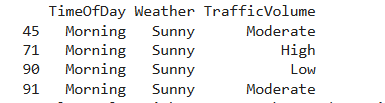 TimeOfDay Weather TrafficVolume
45 Morning Sunny Moderate
71 Morning Sunny High
90 Morning Sunny Low
91 Morning Sunny Moderate